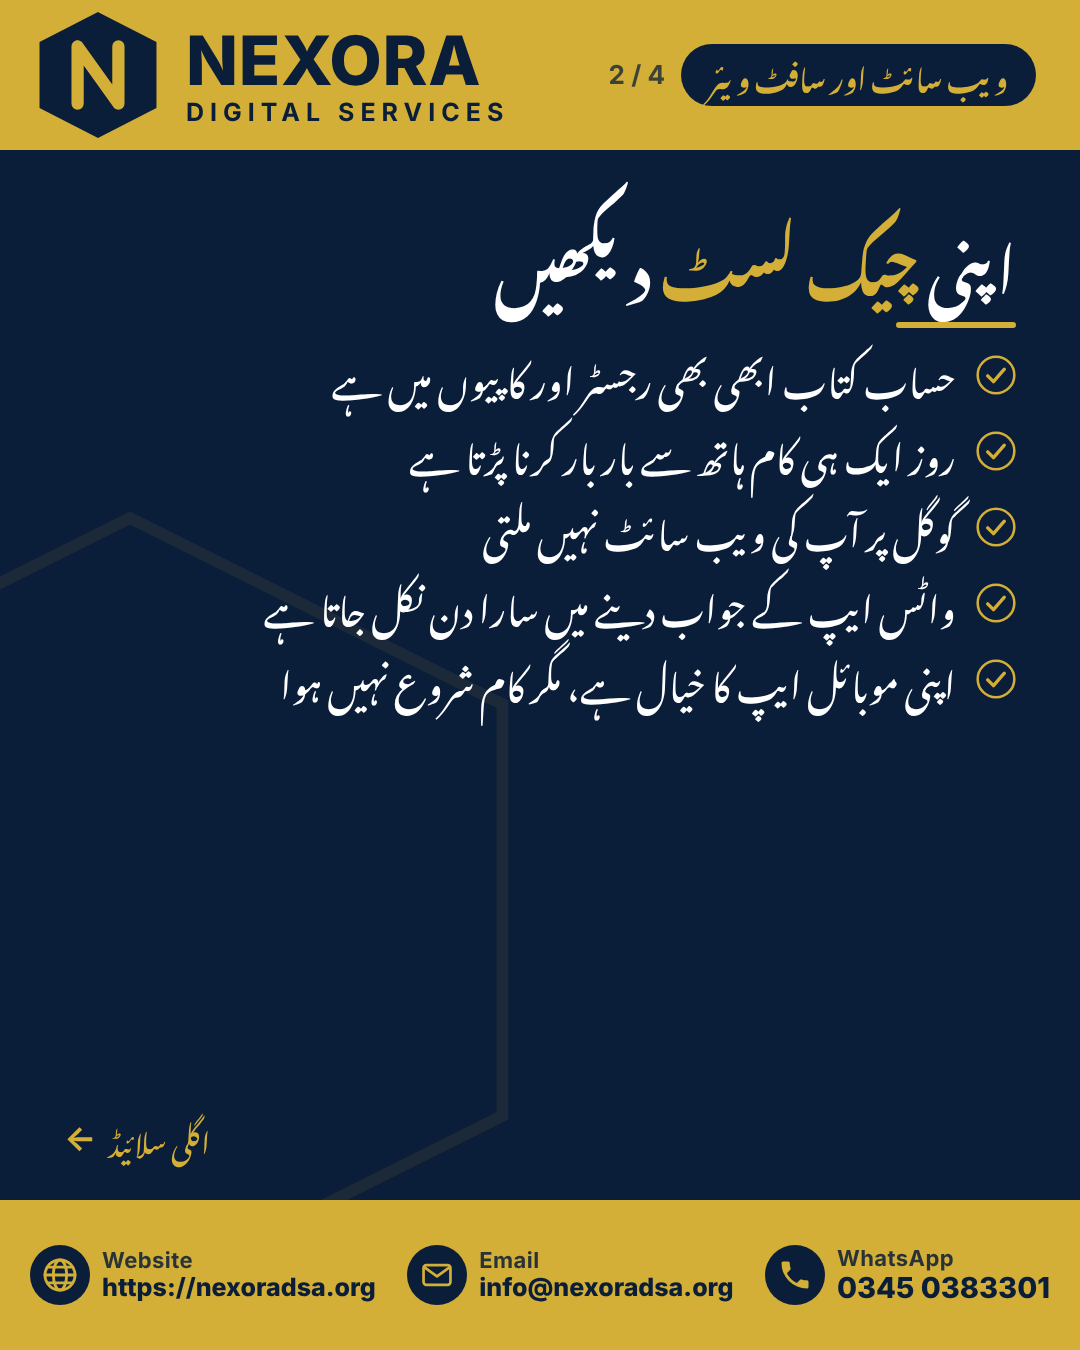 NEXORA
DIGITAL SERVICES
2 / 4
ویب سائٹ اور سافٹ ویئر
اپنی چیک لسٹ دیکھیں
حساب کتاب ابھی بھی رجسٹر اور کاپیوں میں ہے
روز ایک ہی کام ہاتھ سے بار بار کرنا پڑتا ہے
گوگل پر آپ کی ویب سائٹ نہیں ملتی
واٹس ایپ کے جواب دینے میں سارا دن نکل جاتا ہے
اپنی موبائل ایپ کا خیال ہے، مگر کام شروع نہیں ہوا
اگلی سلائیڈ ←
Website
https://nexoradsa.org
Email
info@nexoradsa.org
WhatsApp
0345 0383301